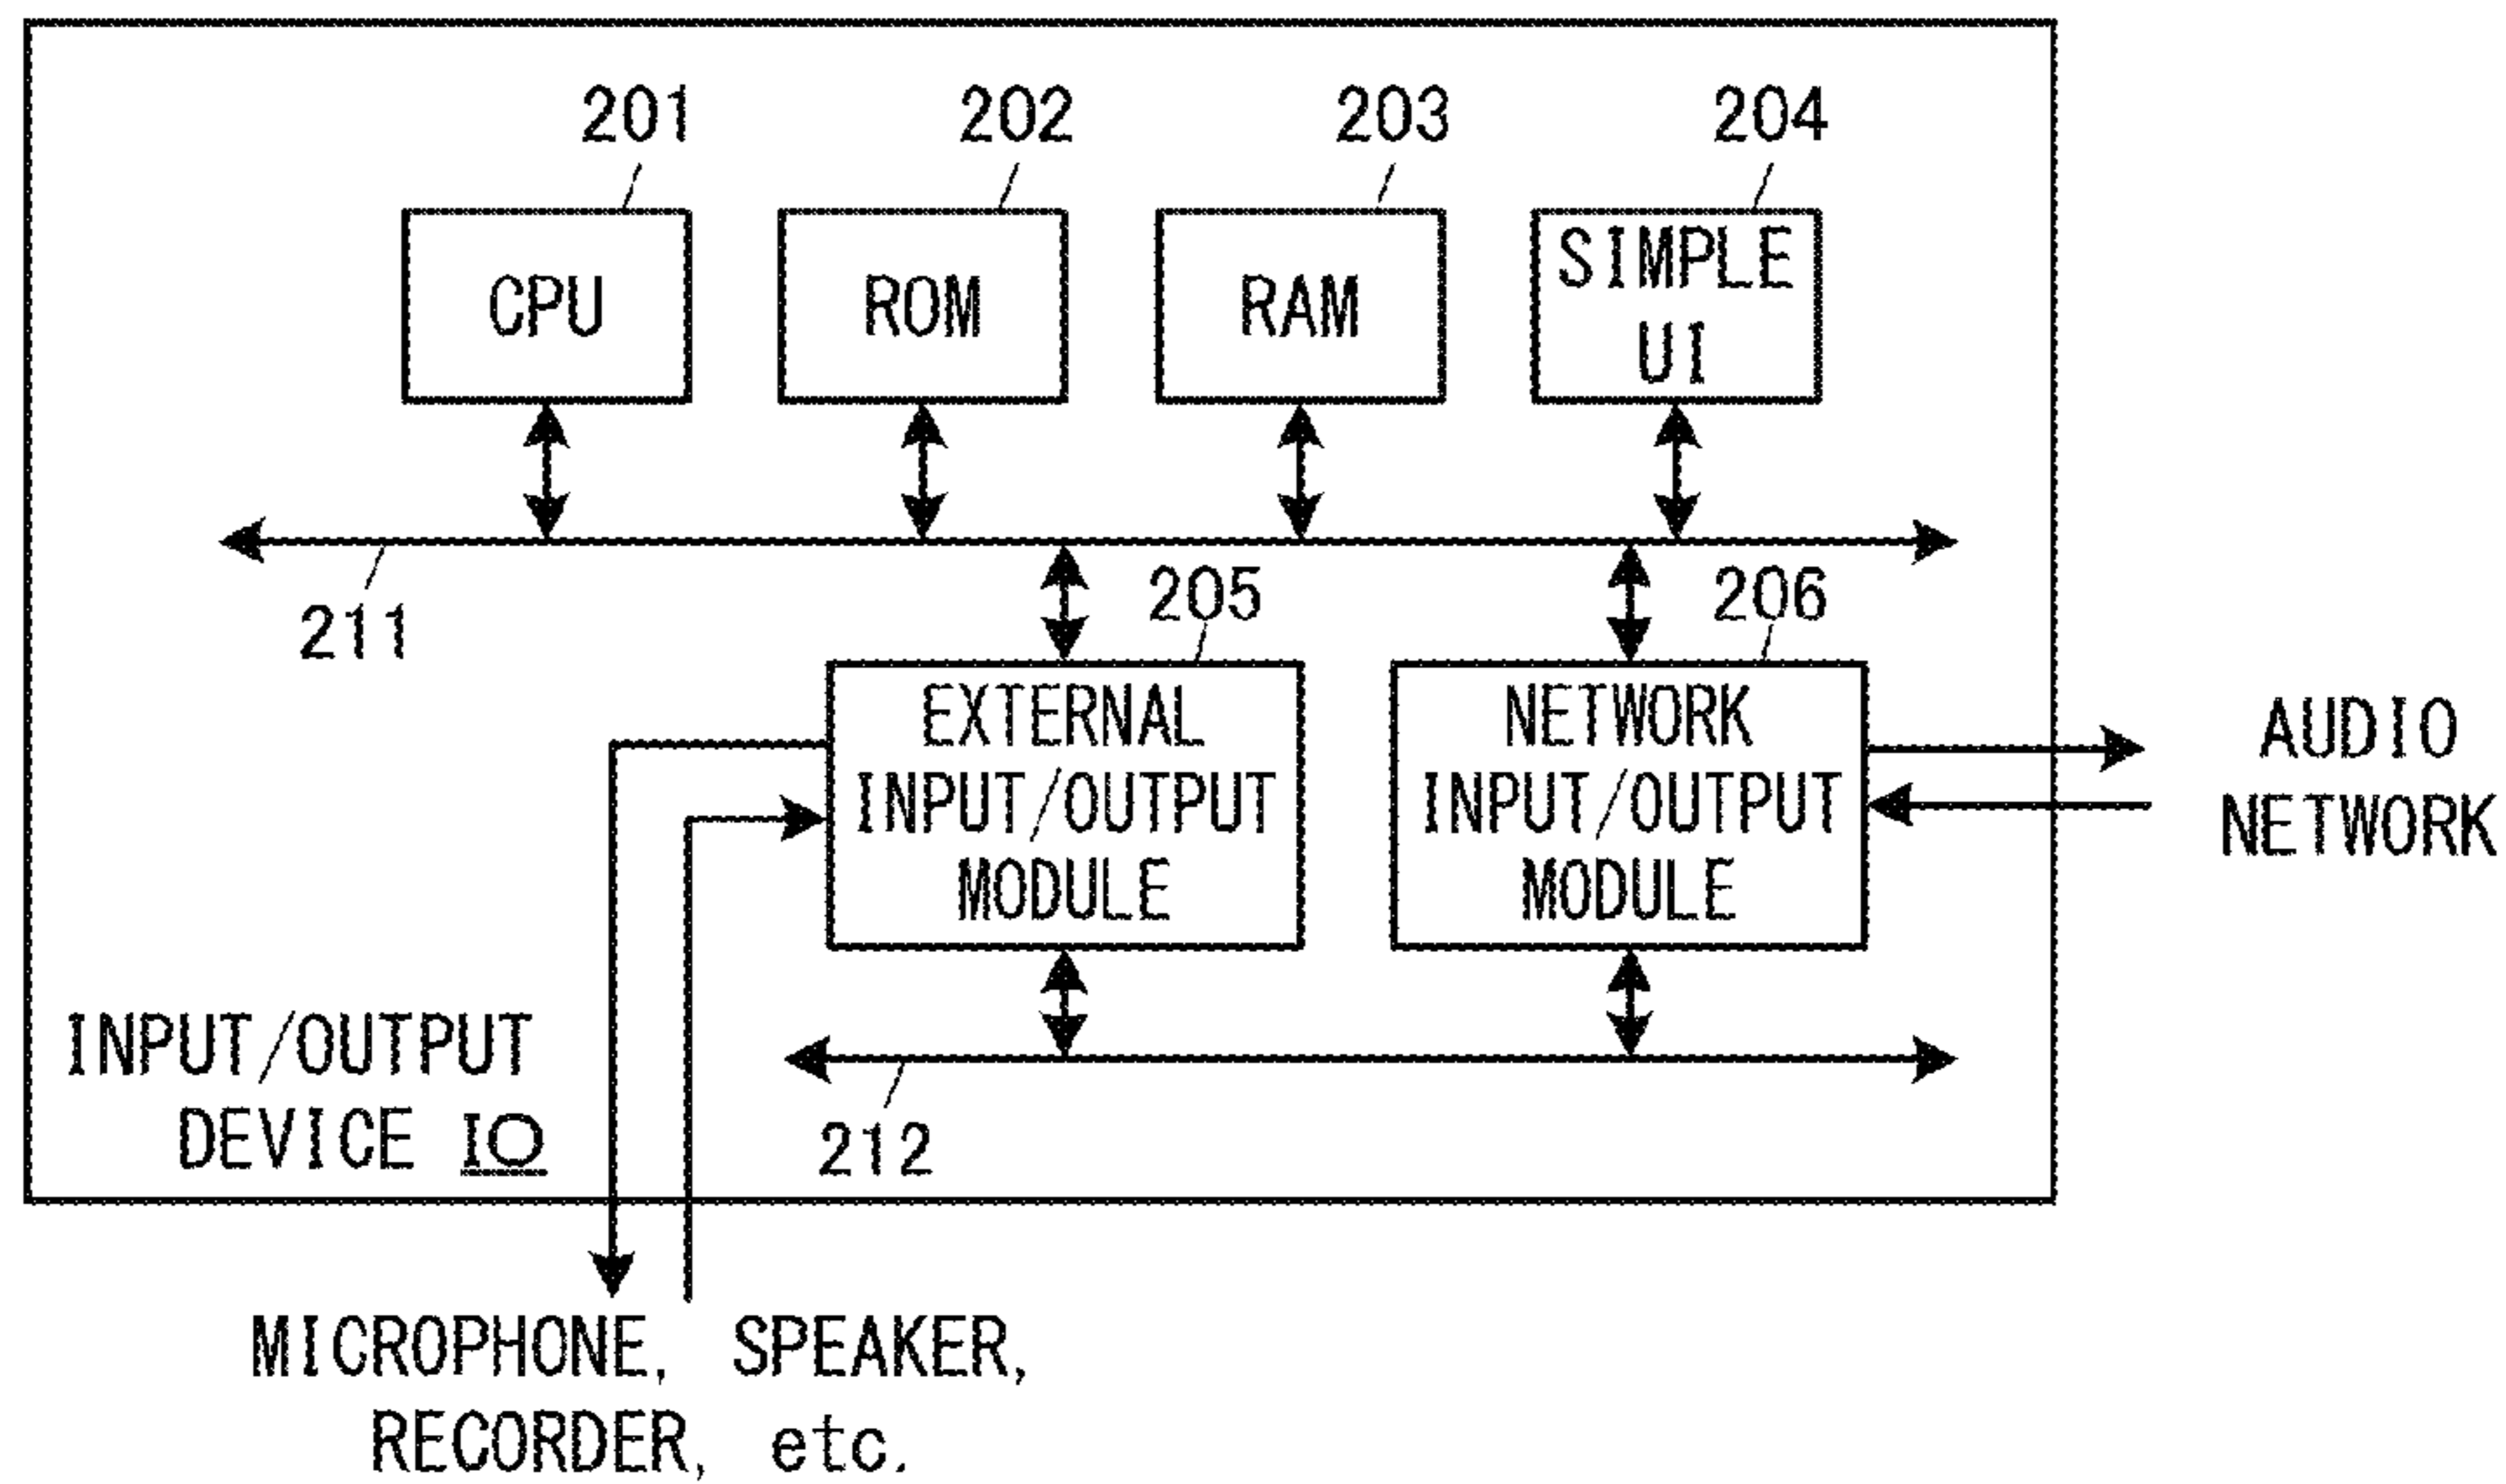 201
202
203
204
CPU
ROM
RAM
SIMPLE
UI
211
205
206
EXTERNAL
INPUT/OUTPUT
MODULE
NETWORK
INPUT/OUTPUT
MODULE
AUDIO
NETWORK
INPUT/OUTPUT
DEVICE IO
212
MICROPHONE, SPEAKER,
RECORDER, etc.